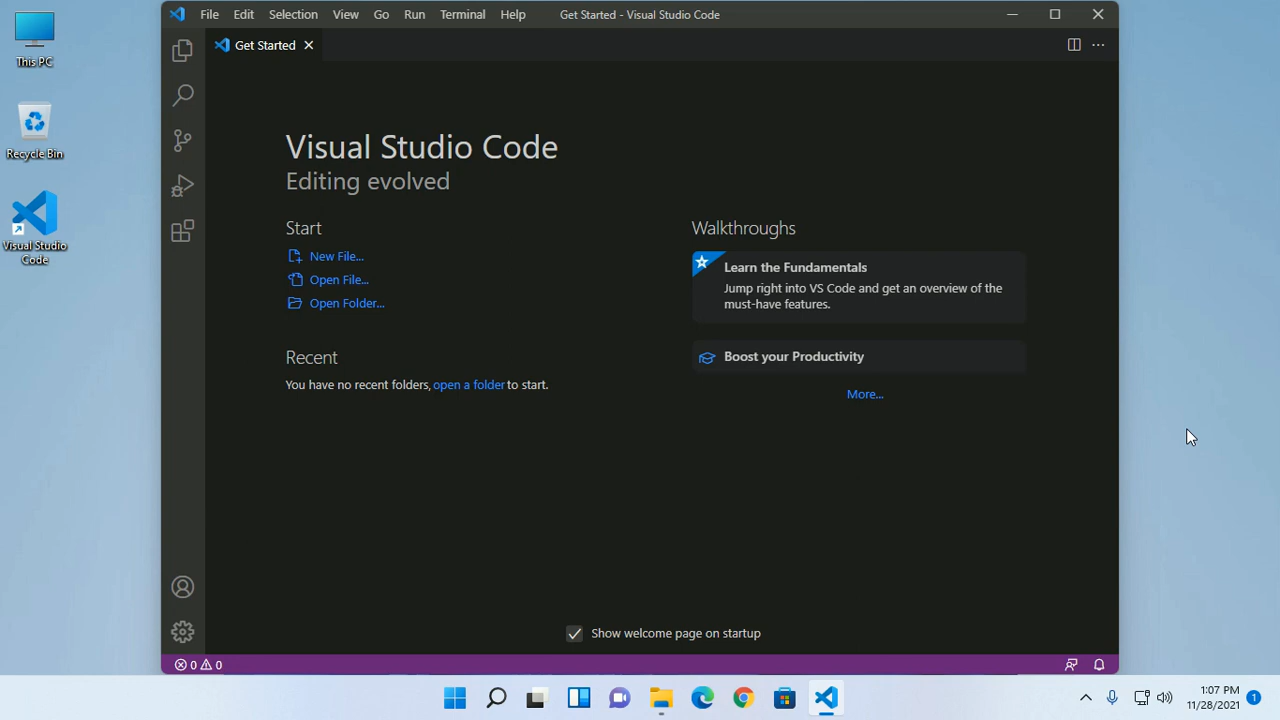 This PC
Recycle Bin
Visual Studio
Code
File Edit Selection View Go Run Terminal Help Get Started - Visual Studio Code
Get Started
Visual Studio Code
Editing evolved
Start
New File...
Open File...
Open Folder...
Recent
You have no recent folders, open a folder to start.
Walkthroughs
Learn the Fundamentals
Jump right into VS Code and get an overview of the
must-have features.
Boost your Productivity
More...
Show welcome page on startup
0 0
1:07 PM
11/28/2021
1